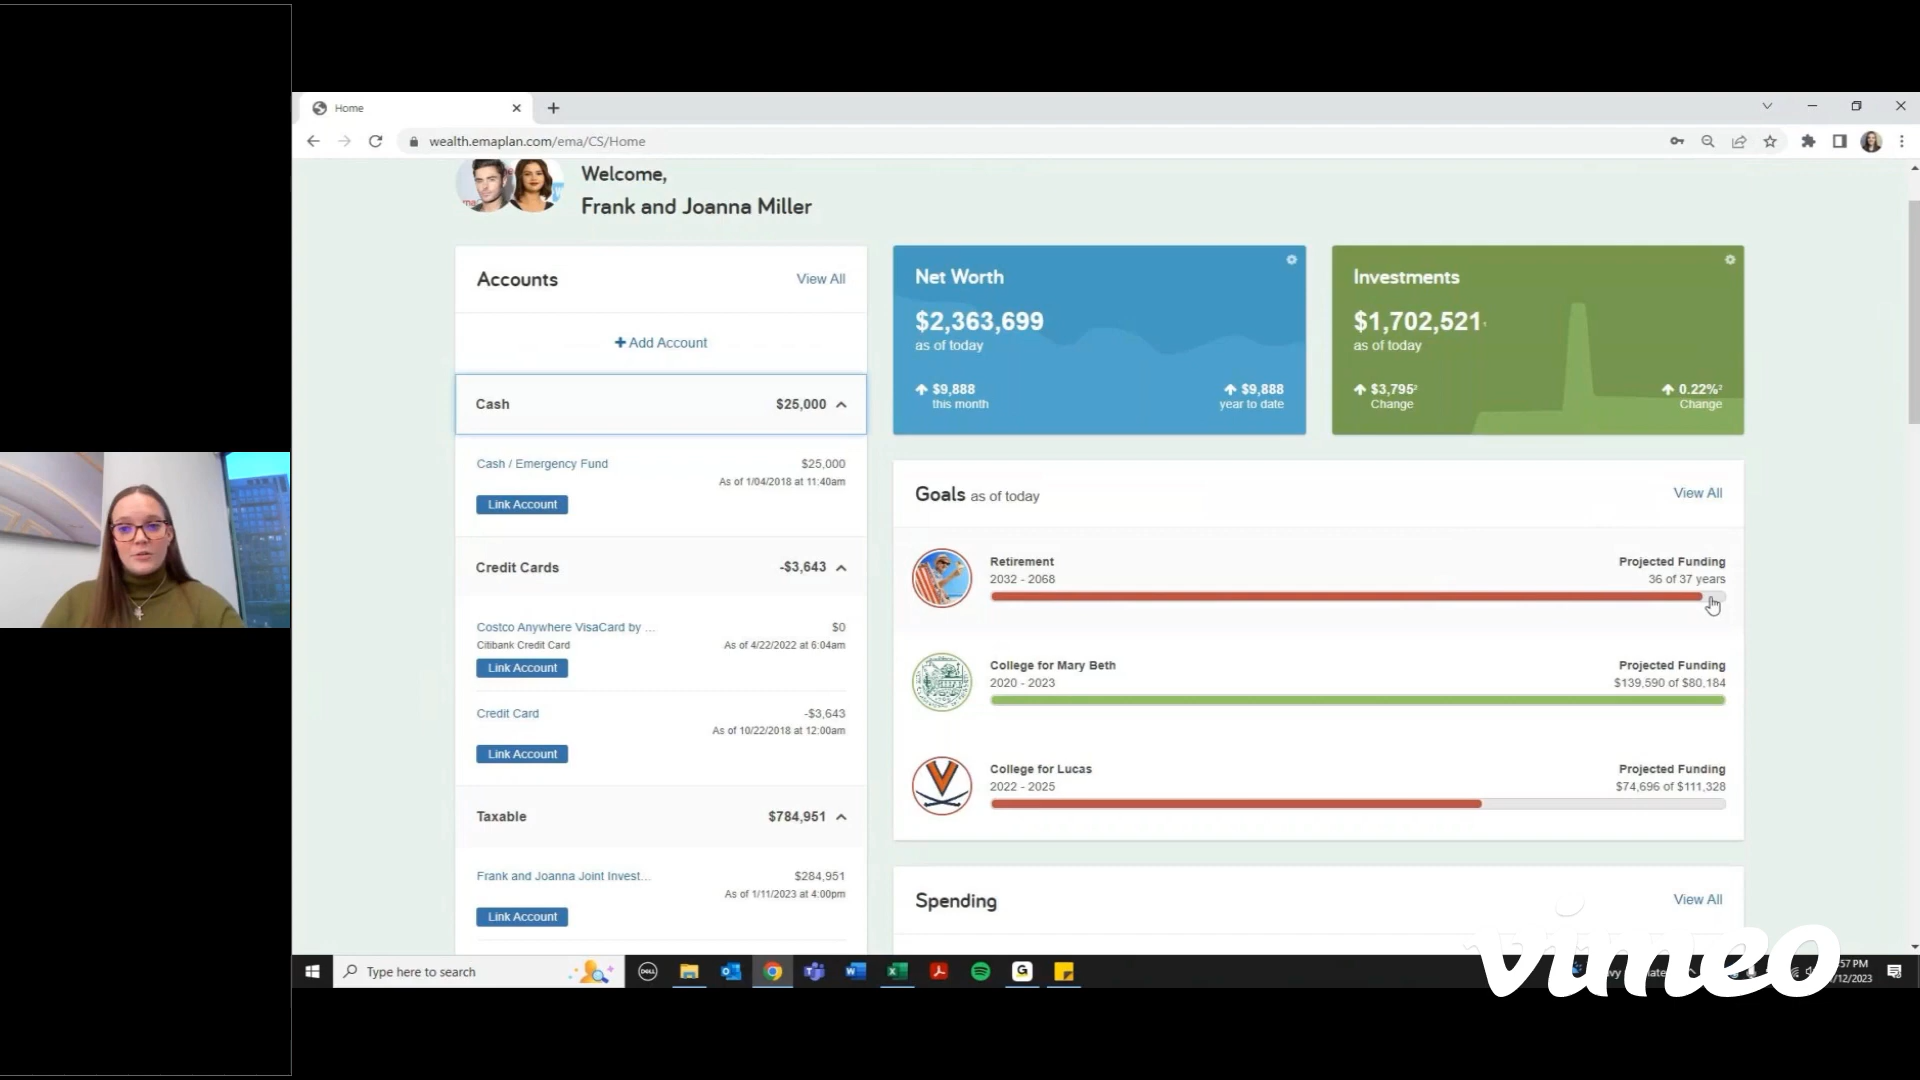 Home
wealth.emaplan.com/ema/CS/Home
Welcome,
Frank and Joanna Miller
Accounts
View All
+ Add Account
Cash
$25,000
Cash / Emergency Fund
$25,000
As of 1/04/2018 at 11:40am
Link Account
Credit Cards
-$3,643
Costco Anywhere VisaCard by ...
$0
Citibank Credit Card
As of 4/22/2022 at 6:04am
Link Account
Credit Card
-$3,643
As of 10/22/2018 at 12:00am
Link Account
Taxable
$784,951
Frank and Joanna Joint Invest...
$284,951
As of 1/11/2023 at 4:00pm
Link Account
Net Worth
$2,363,699
as of today
$9,888
this month
$9,888
year to date
Investments
$1,702,521¹
as of today
$3,795²
Change
0.22%²
Change
Goals as of today
View All
Retirement
2032 - 2068
Projected Funding
36 of 37 years
College for Mary Beth
2020 - 2023
Projected Funding
$139,590 of $80,184
College for Lucas
2022 - 2025
Projected Funding
$74,696 of $111,328
Spending
View All
Type here to search
DELL
:57 PM
/12/2023
vimeo